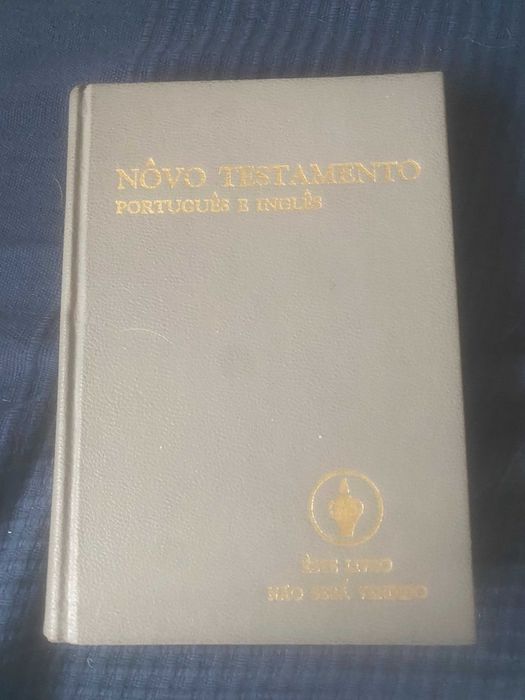 NÔVO TESTAMENTO
PORTUGUÊS E INGLÊS
ÊSTE LIVRO
NÃO SERÁ VENDIDO